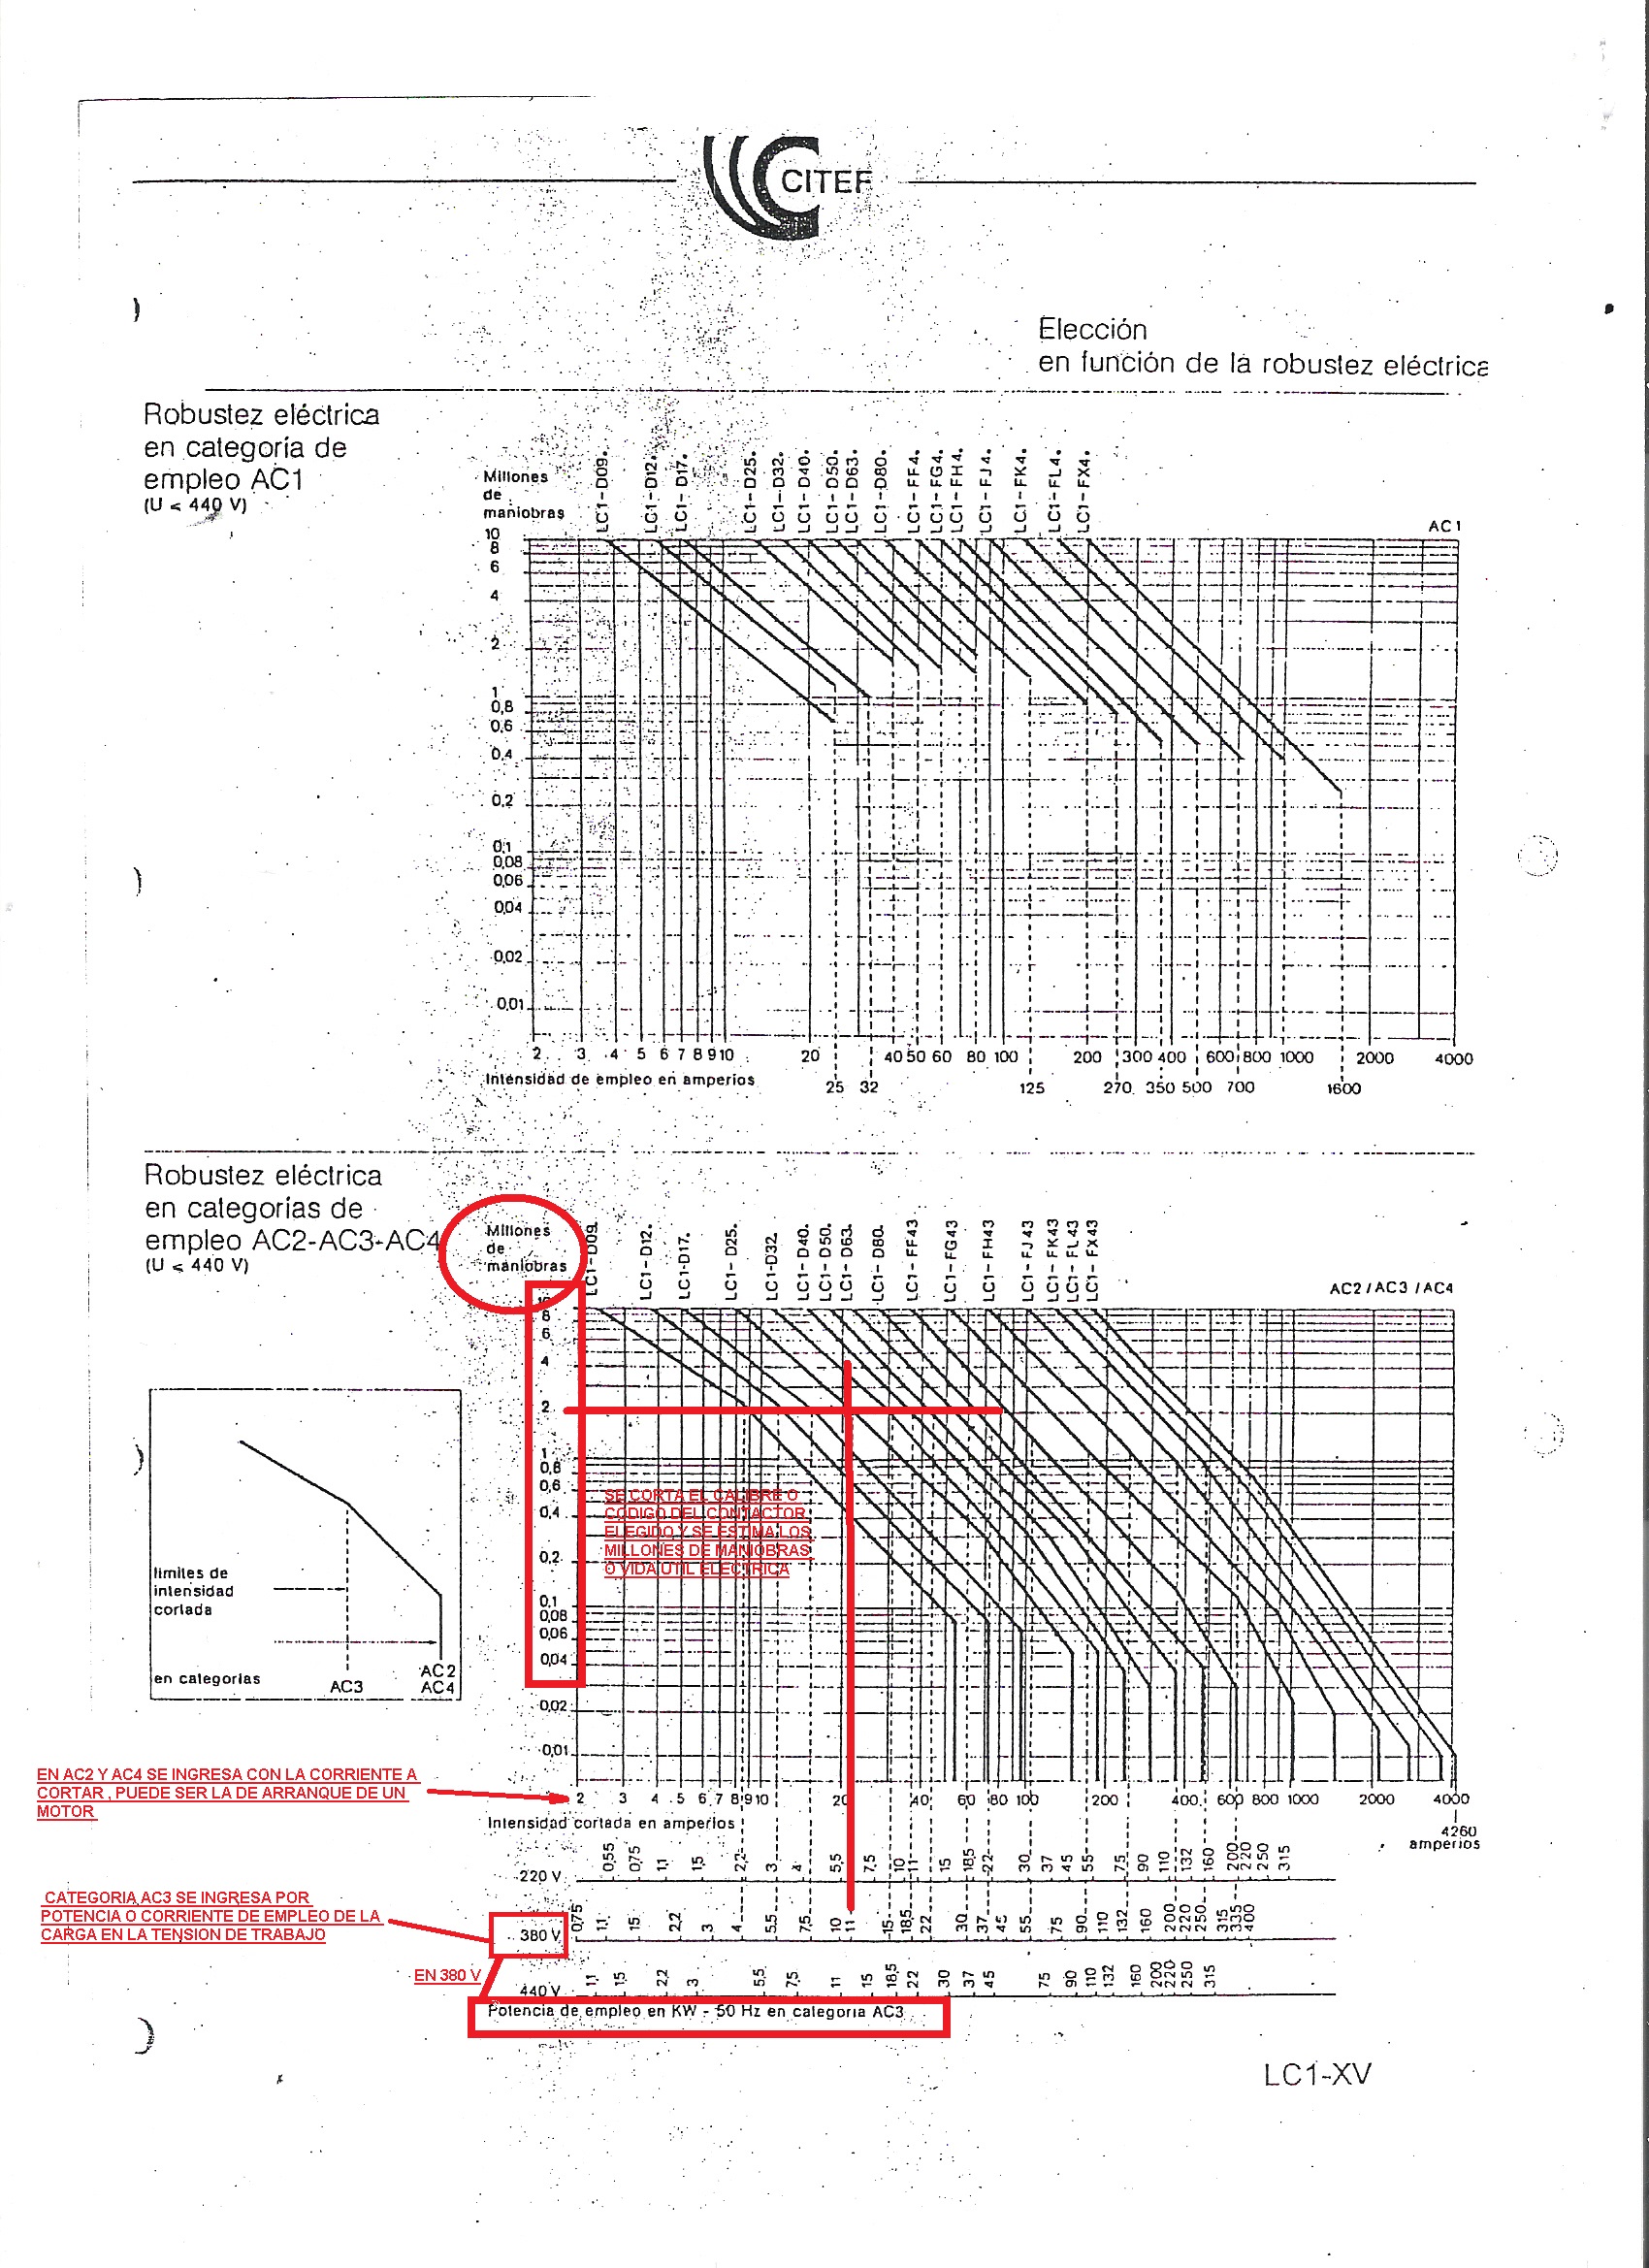 CITEF
Elección
en función de la robustez eléctrica
Robustez eléctrica
en categoría de
empleo AC1
(U < 440 V)
Millones
de
maniobras
LC1-D09.
LC1-D12.
LC1-D17.
LC1-D25.
LC1-D32.
LC1-D40.
LC1-D50.
LC1-D63.
LC1-D80.
LC1-FF4.
LC1-FG4.
LC1-FH4.
LC1-FJ4.
LC1-FK4.
LC1-FL4.
LC1-FX4.
AC1
10
8
6
4
2
1
0,8
0,6
0,4
0,2
0,1
0,08
0,06
0,04
0,02
0,01
2 3 4 5 6 7 8 9 10 20 40 50 60 80 100 200 300 400 600 800 1000 2000 4000
Intensidad de empleo en amperios
25 32 125 270 350 500 700 1600
Robustez eléctrica
en categorías de
empleo AC2-AC3-AC4
(U < 440 V)
Millones
de
maniobras
LC1-D09.
LC1-D12.
LC1-D17.
LC1-D25.
LC1-D32.
LC1-D40.
LC1-D50.
LC1-D63.
LC1-D80.
LC1-FF43
LC1-FG43
LC1-FH43
LC1-FJ43
LC1-FK43
LC1-FL43
LC1-FX43
AC2/AC3/AC4
10
8
6
4
2
1
0,8
0,6
0,4
0,2
0,1
0,08
0,06
0,04
0,02
0,01
SE CORTA EL CALIBRE O
CODIGO DEL CONTACTOR
ELEGIDO Y SE ESTIMA LOS
MILLONES DE MANIOBRAS
O VIDA UTIL ELECTRICA
límites de
intensidad
cortada
en categorías
AC3
AC2
AC4
EN AC2 Y AC4 SE INGRESA CON LA CORRIENTE A
CORTAR , PUEDE SER LA DE ARRANQUE DE UN
MOTOR
2 3 4 5 6 7 8 9 10 20 40 60 80 100 200 400 600 800 1000 2000 4000
Intensidad cortada en amperios
4260
amperios
220 V 0,55 0,75 1,1 1,5 2,2 3 4 5,5 7,5 10 11 15 18,5 22 30 37 45 55 75 90 110 132 160 200 220 250 315
CATEGORIA AC3 SE INGRESA POR
POTENCIA O CORRIENTE DE EMPLEO DE LA
CARGA EN LA TENSION DE TRABAJO
380 V 0,75 1,1 1,5 2,2 3 4 5,5 7,5 10 11 15 18,5 22 30 37 45 55 75 90 110 132 160 200 220 250 315 335 400
EN 380 V
440 V 1,1 1,5 2,2 3 5,5 7,5 11 15 18,5 22 30 37 45 75 90 110 132 160 200 220 250 315
Potencia de empleo en KW - 50 Hz en categoria AC3
LC1-XV